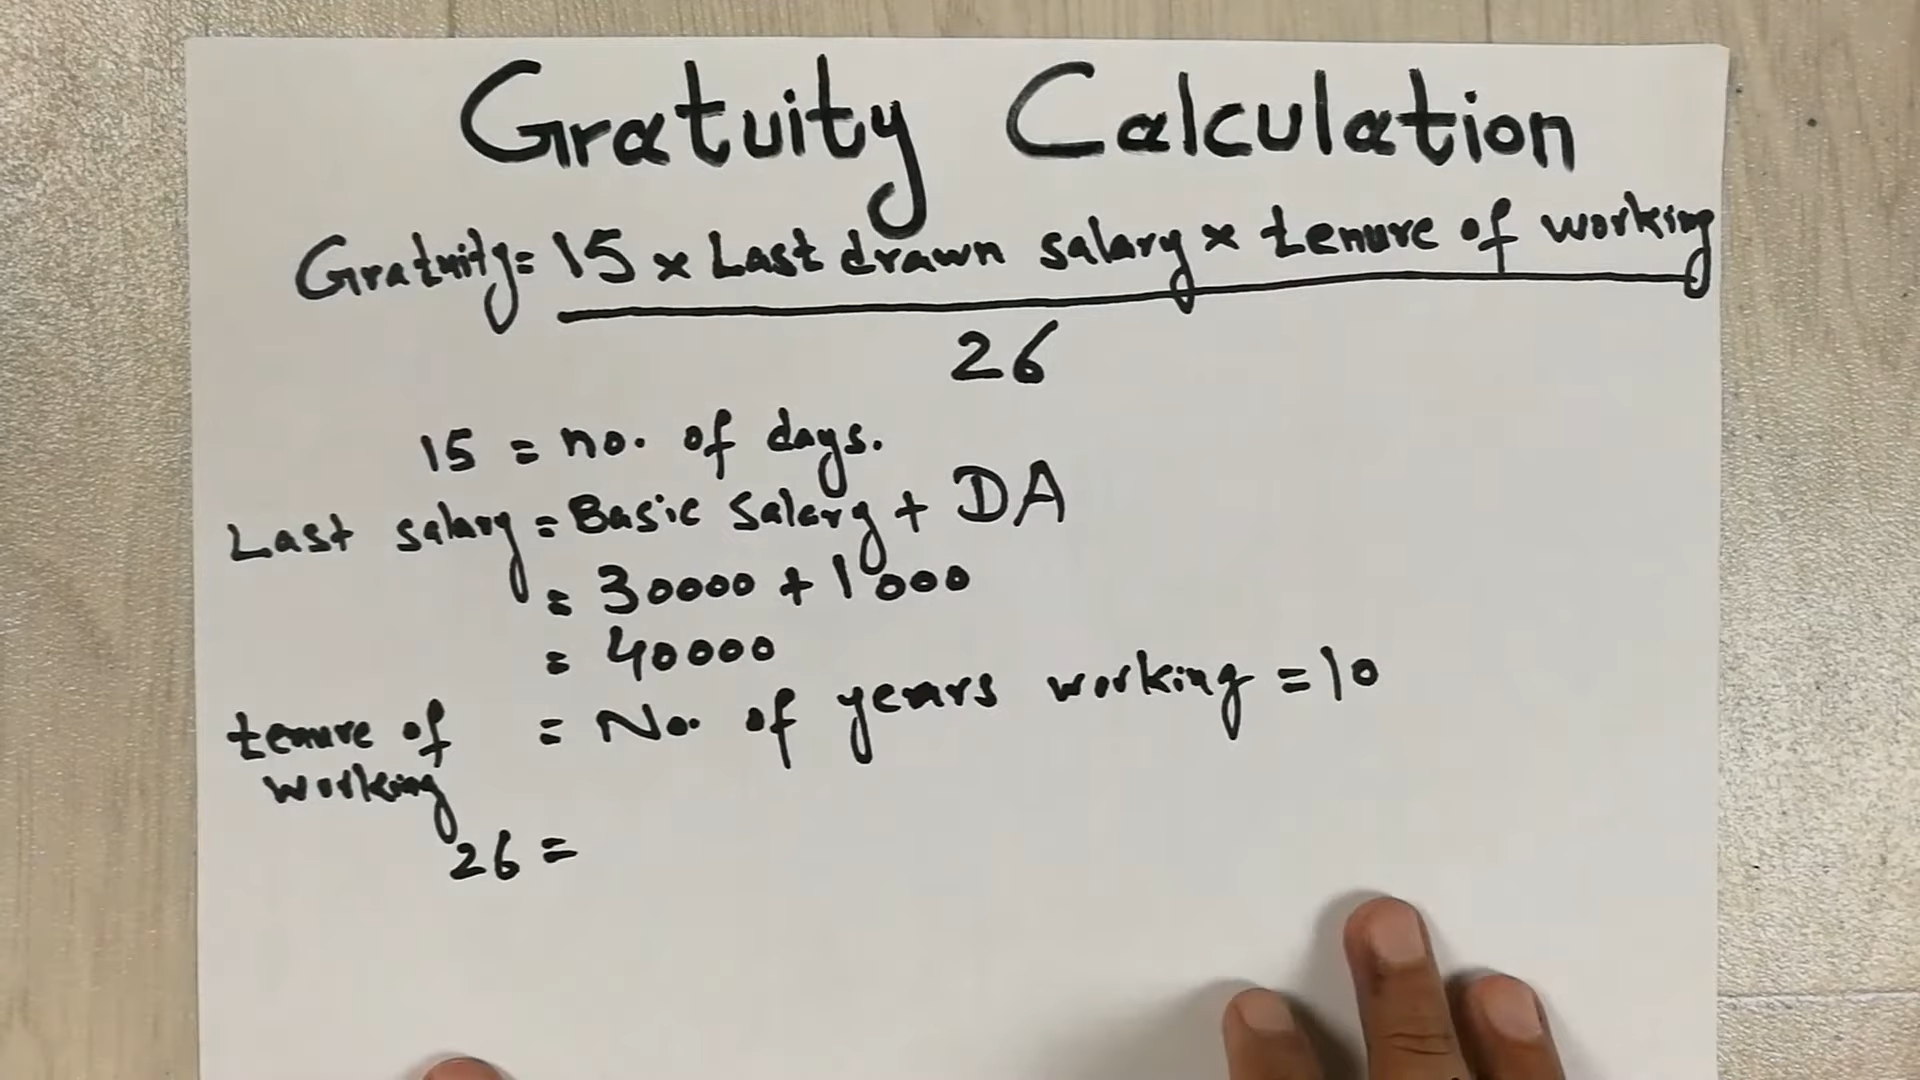 Gratuity Calculation
Gratuity = 15 × Last drawn salary × tenure of working
26
15 = no. of days.
Last salary = Basic Salary + DA
= 30000 + 1000
= 40000
tenure of = No. of years working = 10
working
26 =